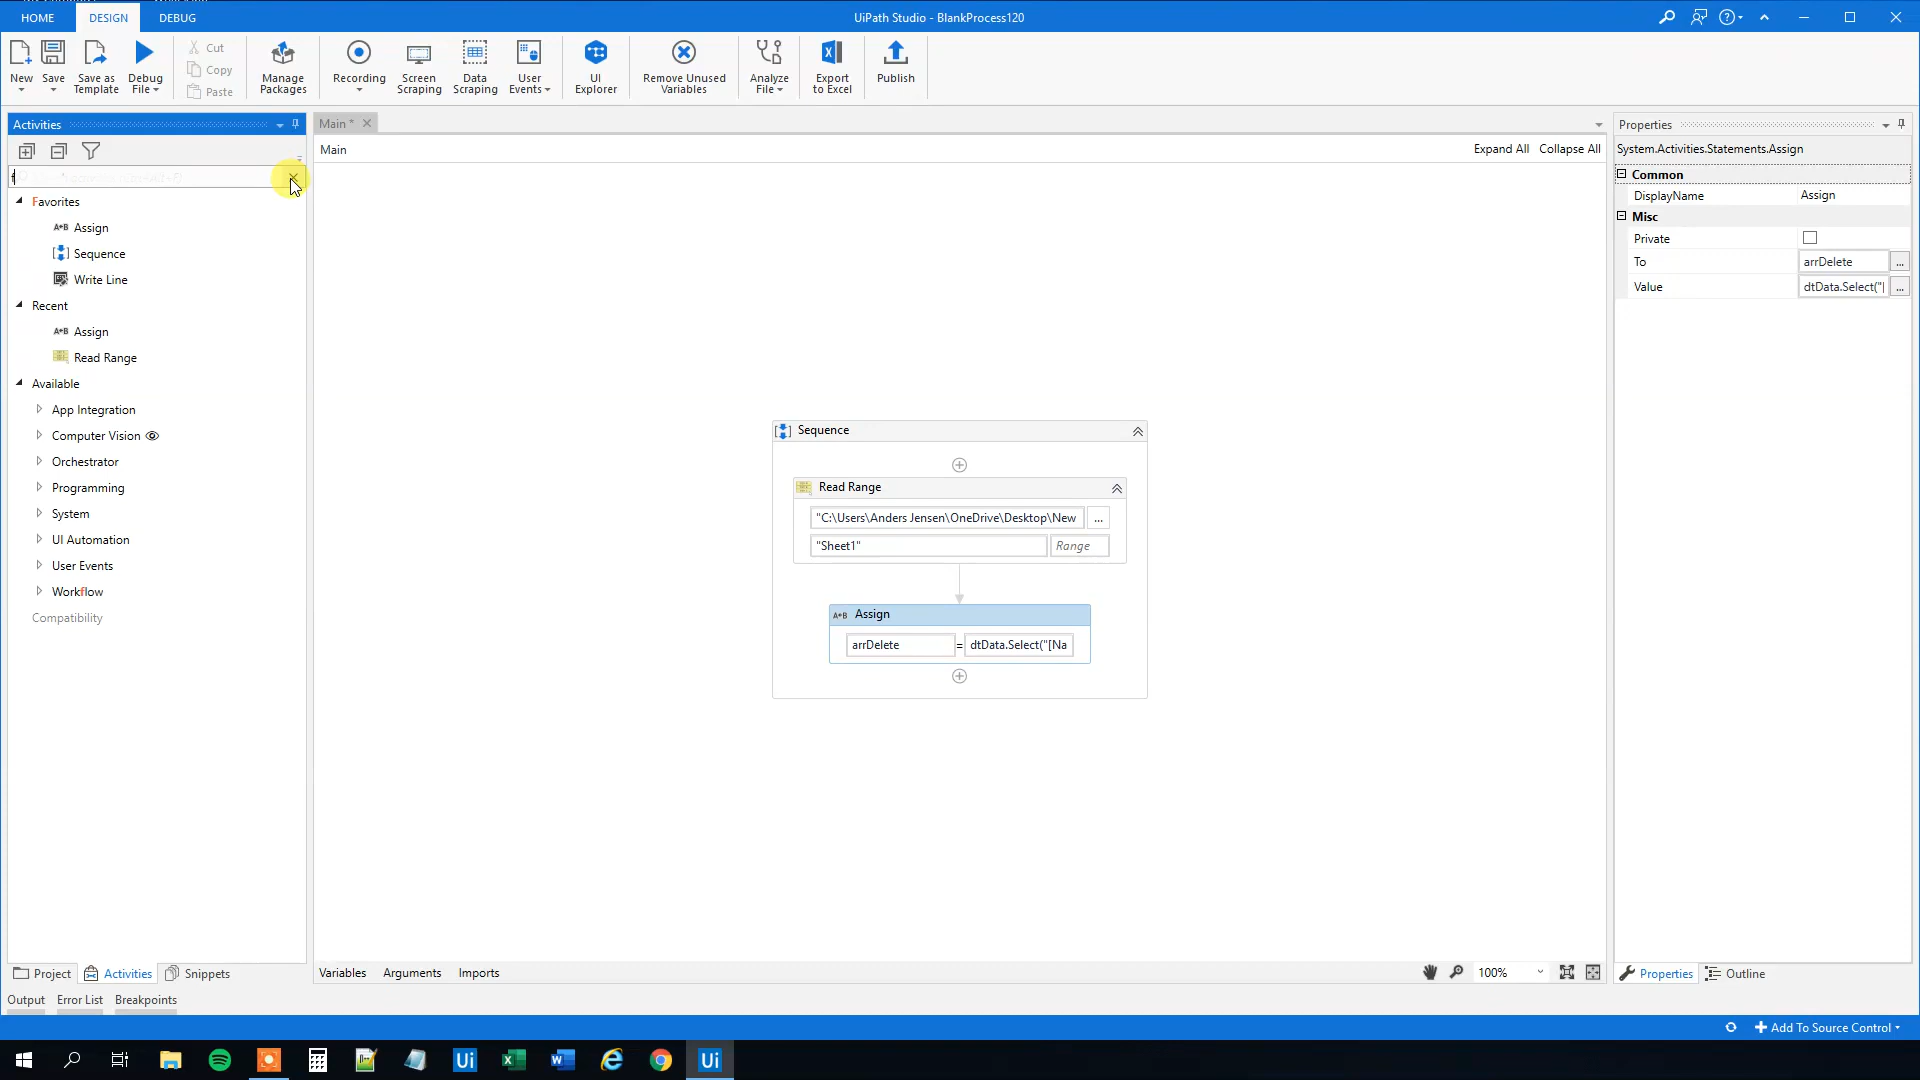 HOME
DESIGN
DEBUG
UiPath Studio - BlankProcess120
New
Save
Save as Template
Debug File
Cut
Copy
Paste
Manage Packages
Recording
Screen Scraping
Data Scraping
User Events
UI Explorer
Remove Unused Variables
Analyze File
Export to Excel
Publish
Activities
f
Favorites
A+B Assign
Sequence
Write Line
Recent
A+B Assign
Read Range
Available
App Integration
Computer Vision
Orchestrator
Programming
System
UI Automation
User Events
Workflow
Compatibility
Project
Activities
Snippets
Main *
Main
Expand All
Collapse All
Sequence
Read Range
"C:\Users\Anders Jensen\OneDrive\Desktop\New
...
"Sheet1"
Range
A+B Assign
arrDelete = dtData.Select("[Na
Variables
Arguments
Imports
100%
Properties
System.Activities.Statements.Assign
Common
DisplayName
Assign
Misc
Private
To
arrDelete
...
Value
dtData.Select("[
...
Properties
Outline
Output
Error List
Breakpoints
Add To Source Control
Ui
Ui